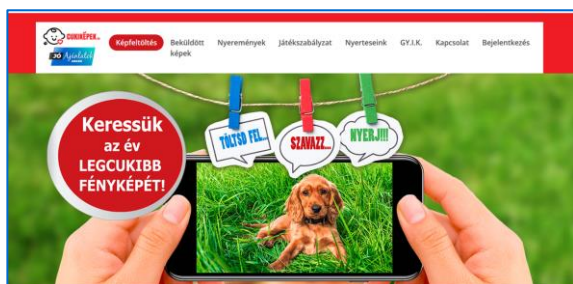 CUKIKÉPEK
JÓ Ajánlatok
Képfeltöltés
Beküldött
képek
Nyeremények
Játékszabályzat
Nyerteseink
GY.I.K.
Kapcsolat
Bejelentkezés
Keressük
az év
LEGCUKIBB
FÉNYKÉPÉT!
TÖLTSD FEL...
SZAVAZZ...
NYERJ!!!